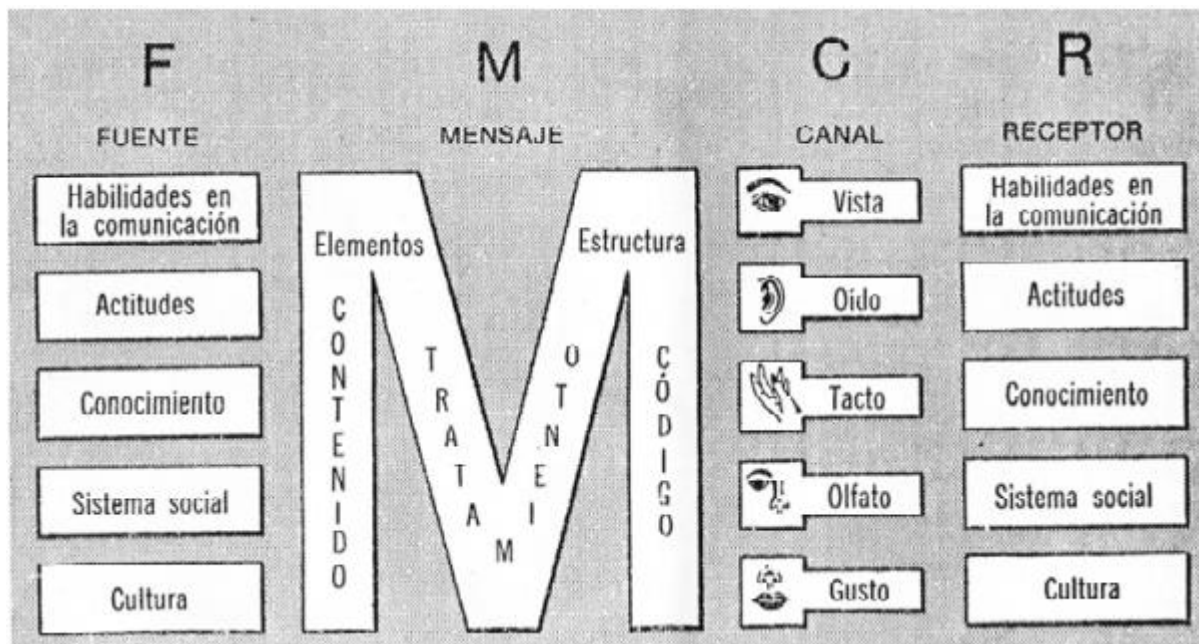 F
FUENTE
Habilidades en
la comunicación
Actitudes
Conocimiento
Sistema social
Cultura
M
MENSAJE
Elementos
Estructura
CONTENIDO
TRATAMIENTO
CÓDIGO
C
CANAL
Vista
Oído
Tacto
Olfato
Gusto
R
RECEPTOR
Habilidades en
la comunicación
Actitudes
Conocimiento
Sistema social
Cultura